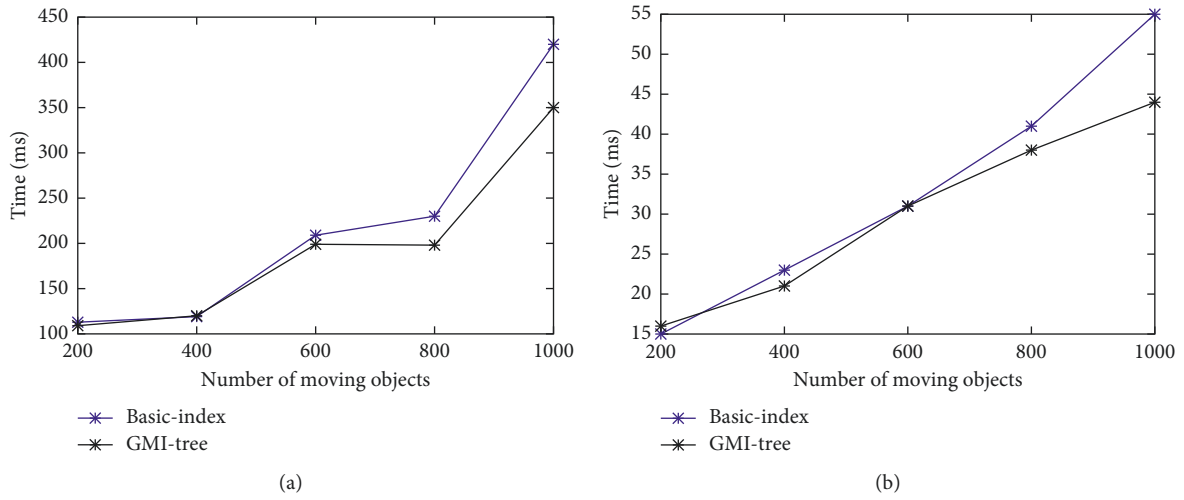 450
400
350
300
250
200
150
100
Time (ms)
200 400 600 800 1000
Number of moving objects
Basic-index
GMI-tree
(a)
55
50
45
40
35
30
25
20
15
Time (ms)
200 400 600 800 1000
Number of moving objects
Basic-index
GMI-tree
(b)